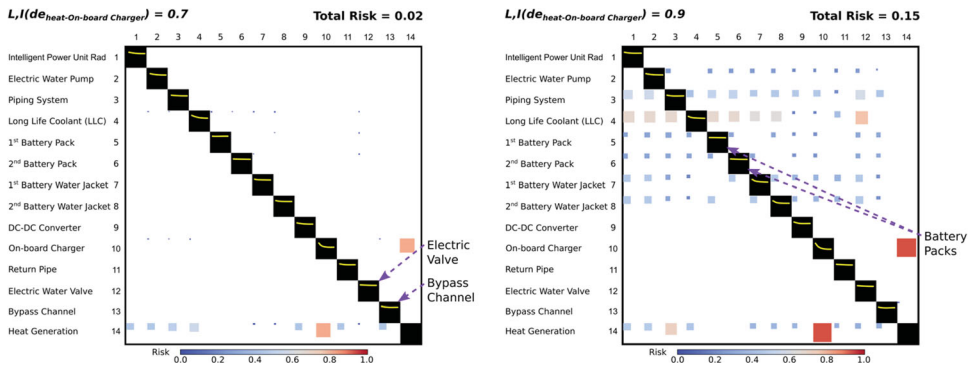 L,I(de heat-On-board Charger) = 0.7 Total Risk = 0.02
1 2 3 4 5 6 7 8 9 10 11 12 13 14
Intelligent Power Unit Rad 1
Electric Water Pump 2
Piping System 3
Long Life Coolant (LLC) 4
1st Battery Pack 5
2nd Battery Pack 6
1st Battery Water Jacket 7
2nd Battery Water Jacket 8
DC-DC Converter 9
On-board Charger 10
Return Pipe 11
Electric Water Valve 12
Bypass Channel 13
Heat Generation 14
Electric
Valve
Bypass
Channel
Risk
0.0 0.2 0.4 0.6 0.8 1.0
L,I(de heat-On-board Charger) = 0.9 Total Risk = 0.15
1 2 3 4 5 6 7 8 9 10 11 12 13 14
Intelligent Power Unit Rad 1
Electric Water Pump 2
Piping System 3
Long Life Coolant (LLC) 4
1st Battery Pack 5
2nd Battery Pack 6
1st Battery Water Jacket 7
2nd Battery Water Jacket 8
DC-DC Converter 9
On-board Charger 10
Return Pipe 11
Electric Water Valve 12
Bypass Channel 13
Heat Generation 14
Battery
Packs
Risk
0.0 0.2 0.4 0.6 0.8 1.0